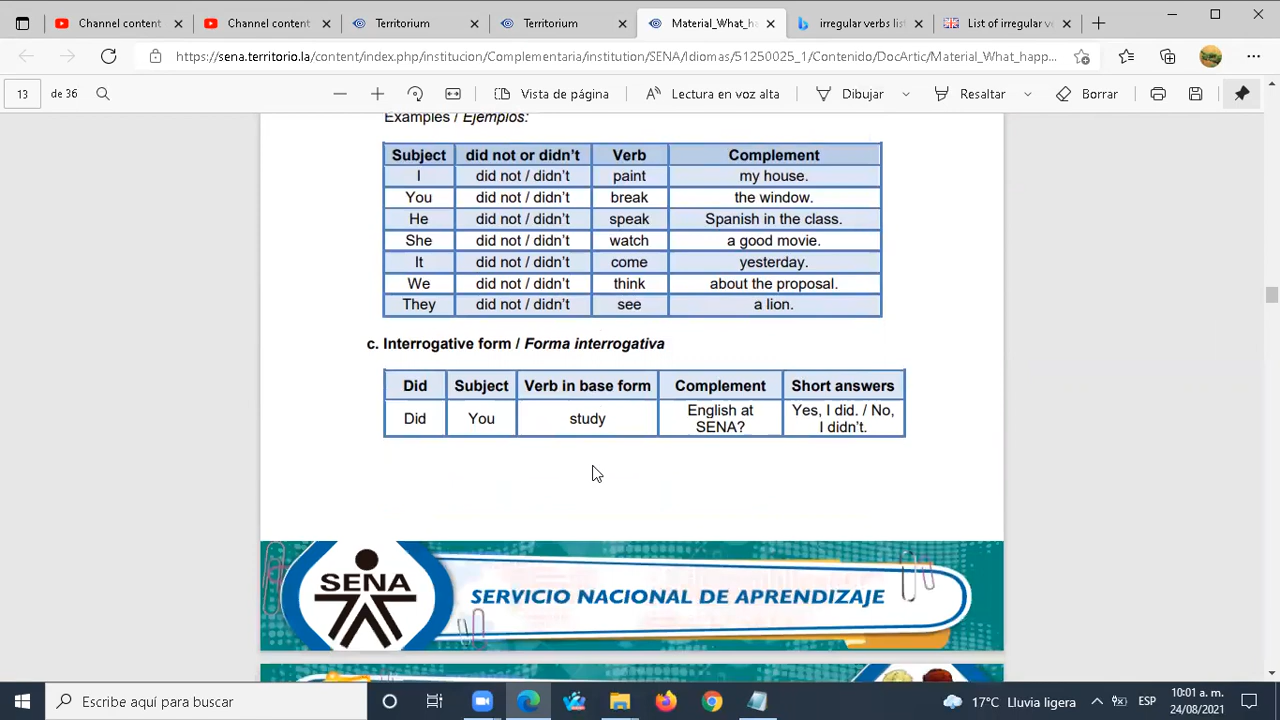 Channel content
Channel content
Territorium
Territorium
Material_What_ha
irregular verbs list
List of irregular ve
https://sena.territorio.la/content/index.php/institucion/Complementaria/institution/SENA/Idiomas/51250025_1/Contenido/DocArtic/Material_What_happ...
13 de 36 Vista de página Lectura en voz alta Dibujar Resaltar Borrar
Examples / Ejemplos:
Subject did not or didn't Verb Complement
I did not / didn't paint my house.
You did not / didn't break the window.
He did not / didn't speak Spanish in the class.
She did not / didn't watch a good movie.
It did not / didn't come yesterday.
We did not / didn't think about the proposal.
They did not / didn't see a lion.
c. Interrogative form / Forma interrogativa
Did Subject Verb in base form Complement Short answers
Did You study English at SENA? Yes, I did. / No, I didn't.
SENA
SERVICIO NACIONAL DE APRENDIZAJE
Escribe aquí para buscar
17°C Lluvia ligera
ESP
10:01 a. m.
24/08/2021